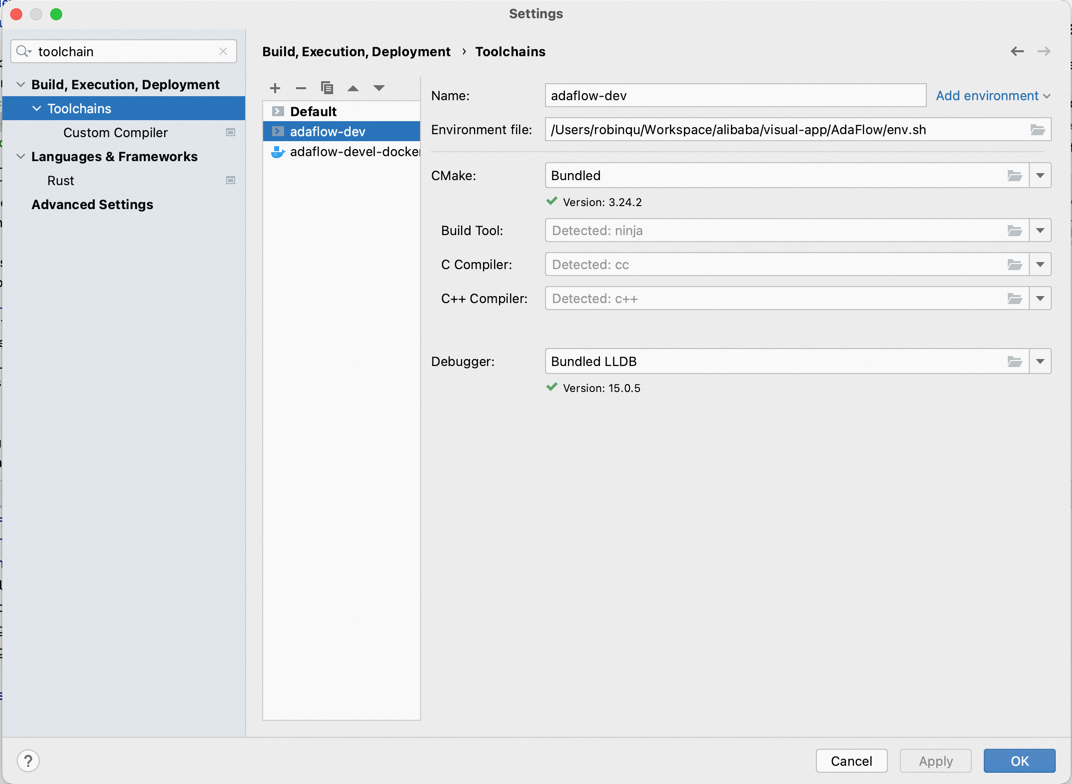 Settings
toolchain
Build, Execution, Deployment
Toolchains
Custom Compiler
Languages & Frameworks
Rust
Advanced Settings
Build, Execution, Deployment › Toolchains
Default
adaflow-dev
adaflow-devel-docker
Name: adaflow-dev Add environment
Environment file: /Users/robinqu/Workspace/alibaba/visual-app/AdaFlow/env.sh
CMake: Bundled
Version: 3.24.2
Build Tool: Detected: ninja
C Compiler: Detected: cc
C++ Compiler: Detected: c++
Debugger: Bundled LLDB
Version: 15.0.5
? Cancel Apply OK